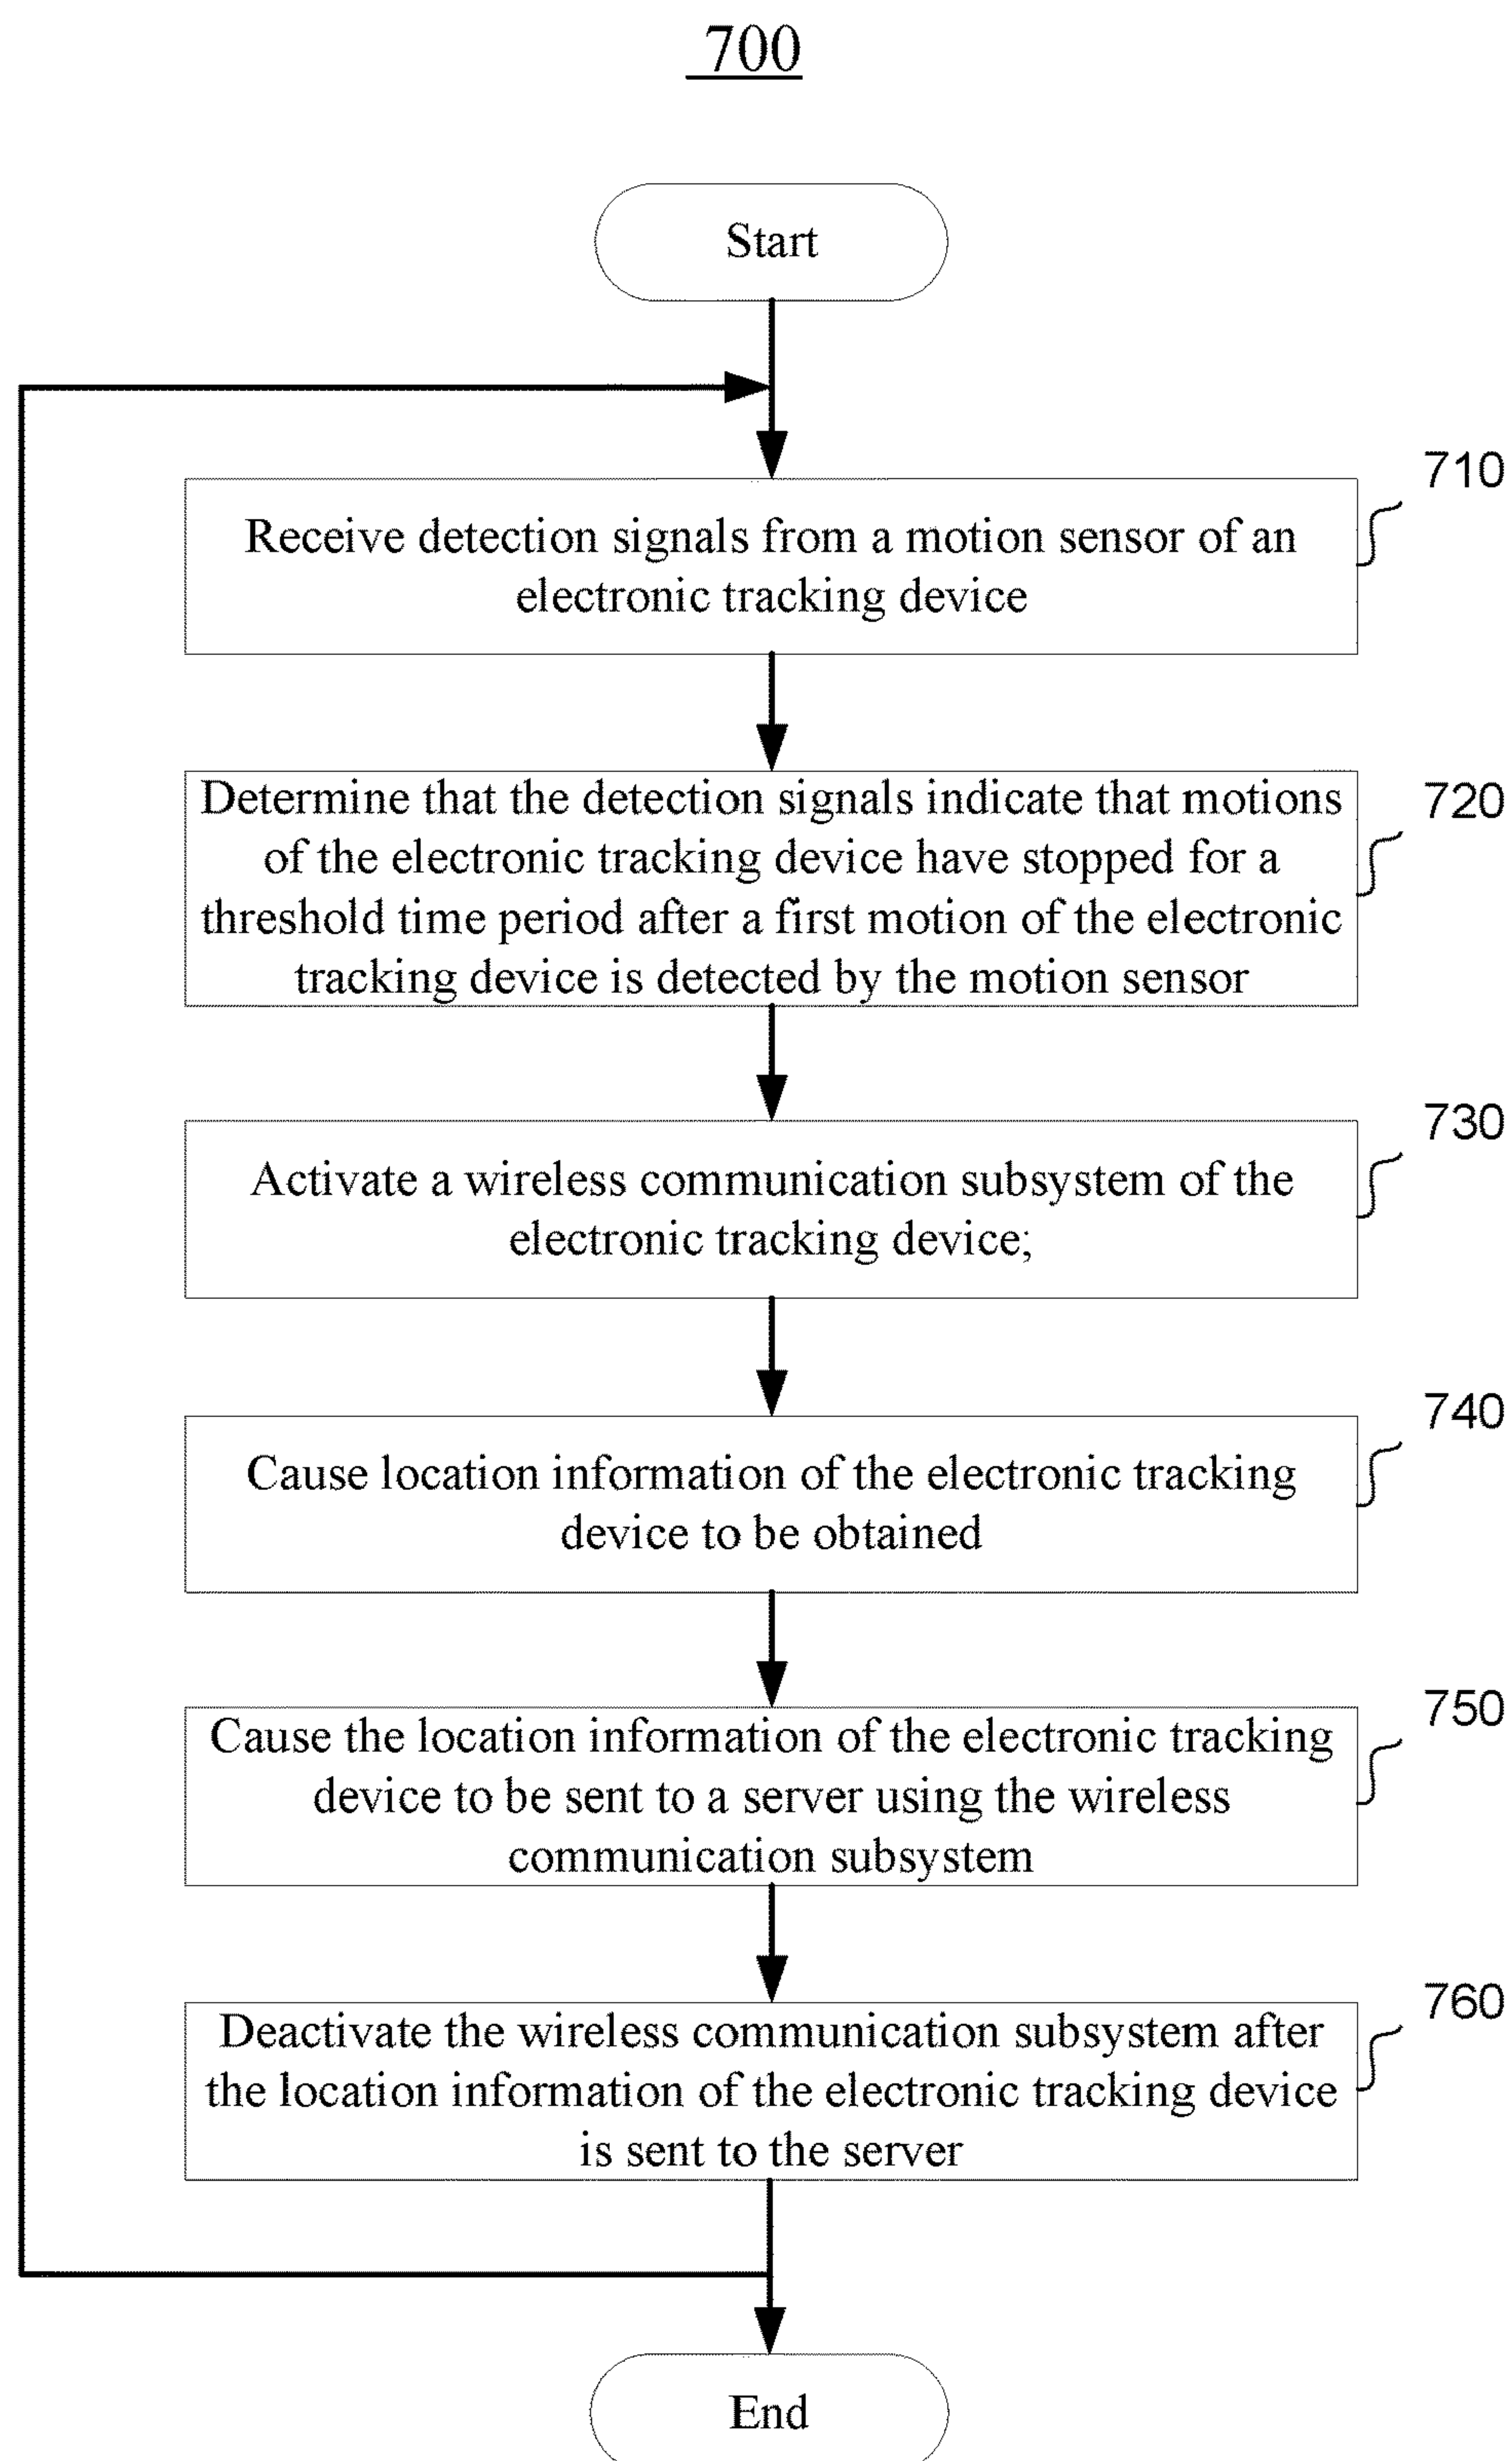 700
Start
710
Receive detection signals from a motion sensor of an
electronic tracking device
720
Determine that the detection signals indicate that motions
of the electronic tracking device have stopped for a
threshold time period after a first motion of the electronic
tracking device is detected by the motion sensor
730
Activate a wireless communication subsystem of the
electronic tracking device;
740
Cause location information of the electronic tracking
device to be obtained
750
Cause the location information of the electronic tracking
device to be sent to a server using the wireless
communication subsystem
760
Deactivate the wireless communication subsystem after
the location information of the electronic tracking device
is sent to the server
End